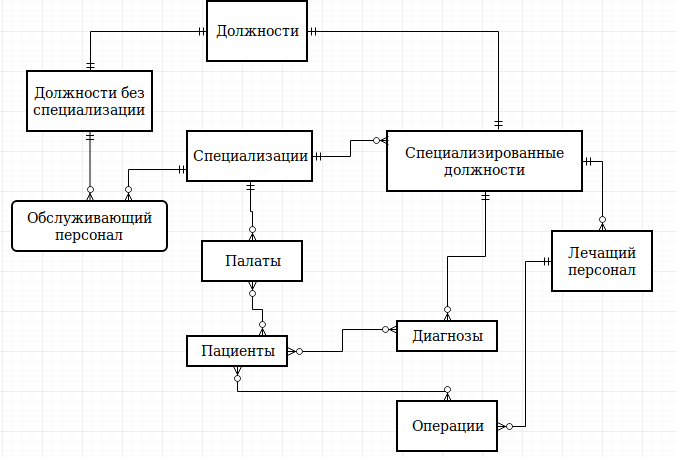 Должности
Должности без
специализации
Специализации
Специализированные
должности
Обслуживающий
персонал
Палаты
Лечащий
персонал
Пациенты
Диагнозы
Операции